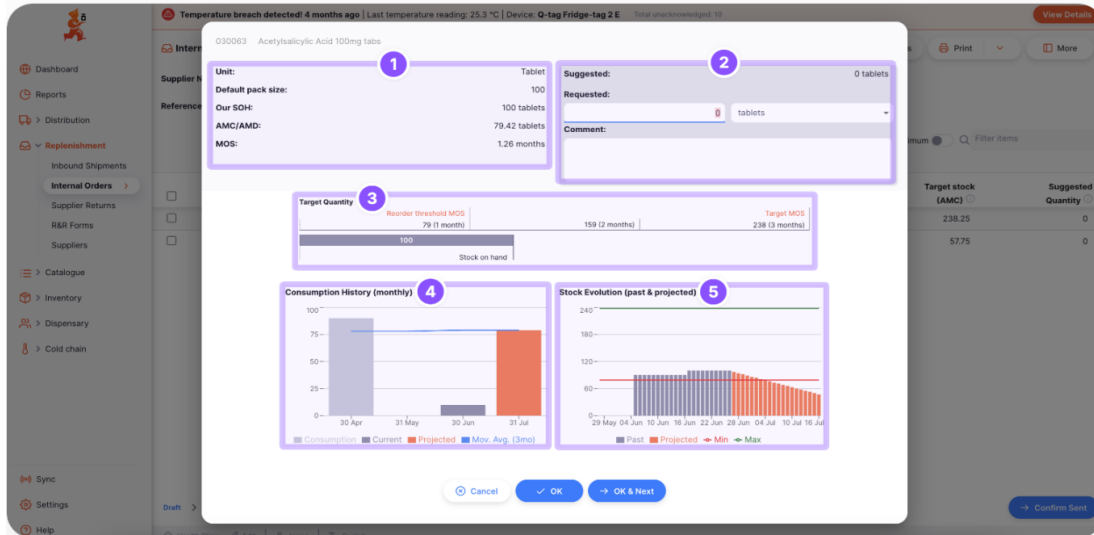 Temperature breach detected! 4 months ago | Last temperature reading: 25.3 °C | Device: Q-tag Fridge-tag 2 E Total unacknowledged: 19
View Details
030063 Acetylsalicylic Acid 100mg tabs
Intern
Print
More
Dashboard
Reports
Distribution
Replenishment
Inbound Shipments
Internal Orders
Supplier Returns
R&R Forms
Suppliers
Catalogue
Inventory
Dispensary
Cold chain
Sync
Settings
Help
Supplier N
Reference
1
Unit: Tablet
Default pack size: 100
Our SOH: 100 tablets
AMC/AMD: 79.42 tablets
MOS: 1.26 months
2
Suggested: 0 tablets
Requested:
0 tablets
Comment:
imum
Filter items
Target stock (AMC)
Suggested Quantity
238.25 0
57.75 0
Target Quantity 3
Reorder threshold MOS Target MOS
79 (1 month) 159 (2 months) 238 (3 months)
100
Stock on hand
Consumption History (monthly) 4
100
75
50
25
0
30 Apr 31 May 30 Jun 31 Jul
Consumption Current Projected Mov. Avg. (3mo)
Stock Evolution (past & projected) 5
240
180
120
60
0
29 May 04 Jun 10 Jun 16 Jun 22 Jun 28 Jun 04 Jul 10 Jul 16 Jul
Past Projected Min Max
Cancel
OK
OK & Next
Draft
Confirm Sent